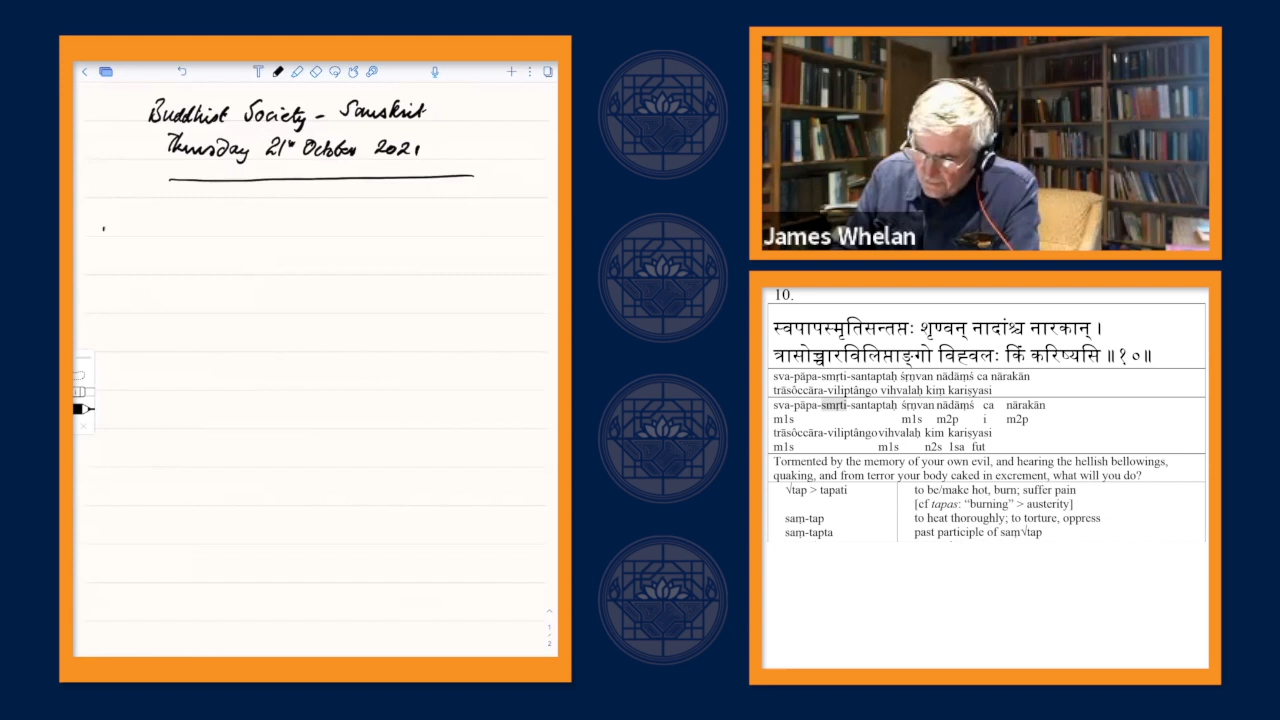 Buddhist Society - Sanskrit
Thursday 21st October 2021
James Whelan
10.
स्वपापस्मृतिसन्तप्तः शृण्वन् नादांश्च नारकान् ।
त्रासोच्चारविलिप्ताङ्गो विह्वलः किं करिष्यसि ॥१०॥
sva-pāpa-smṛti-santaptaḥ śṛṇvan nādāṃś ca nārakān
trāsôccāra-viliptâṅgo vihvalaḥ kiṃ kariṣyasi
sva-pāpa-smṛti-santaptaḥ śṛṇvan nādāṃś ca nārakān
m1s m1s m2p i m2p
trāsôccāra-viliptâṅgo vihvalaḥ kim kariṣyasi
m1s m1s n2s 1sa fut
Tormented by the memory of your own evil, and hearing the hellish bellowings,
quaking, and from terror your body caked in excrement, what will you do?
√tap > tapati to be/make hot, burn; suffer pain
[cf tapas: “burning” > austerity]
saṃ-tap to heat thoroughly; to torture, oppress
saṃ-tapta past participle of saṃ√tap
1
2